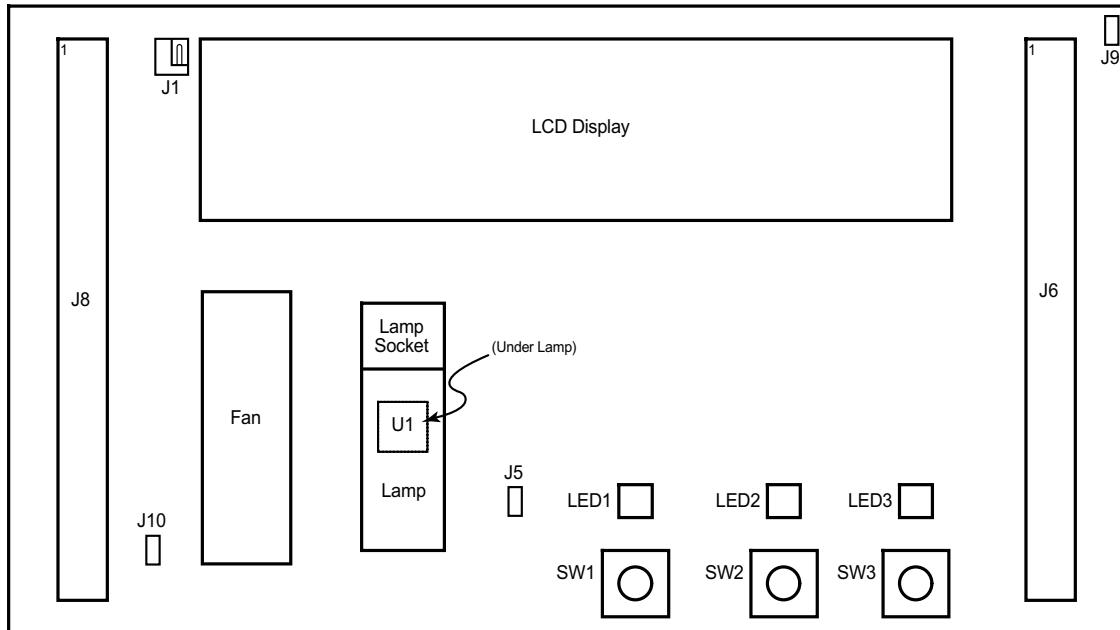 1
J1
LCD Display
1
J9
J8
J6
Lamp
Socket
(Under Lamp)
Fan
U1
Lamp
J5
J10
LED1
LED2
LED3
SW1
SW2
SW3